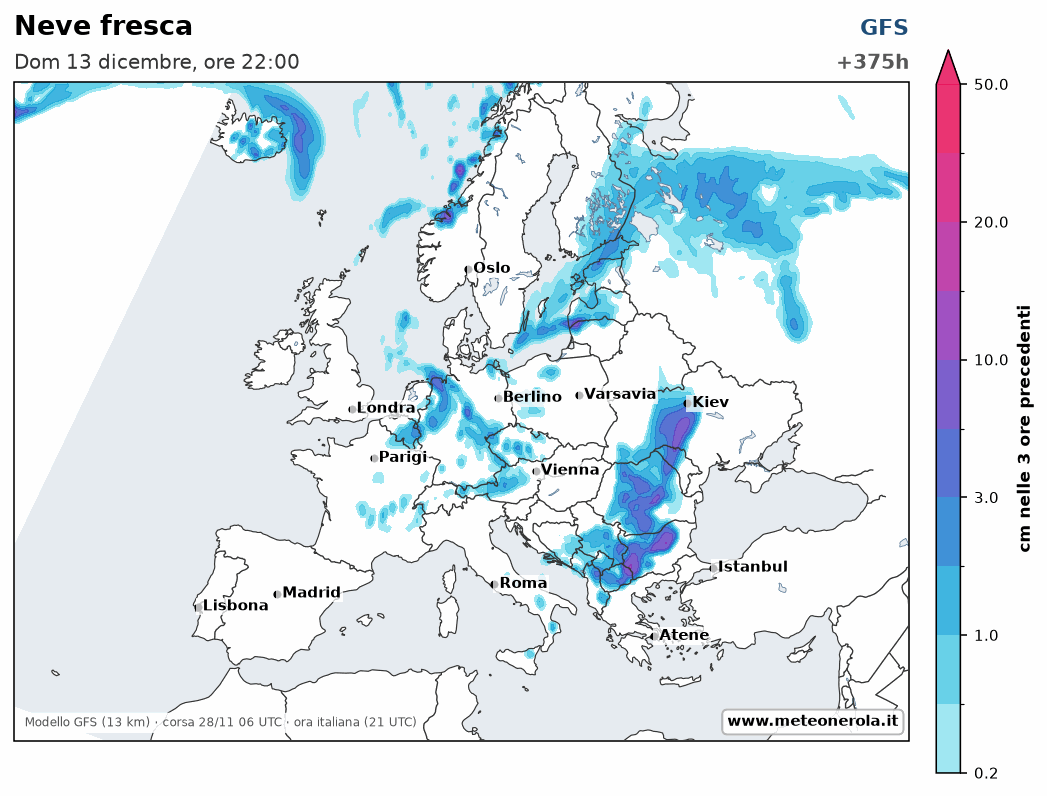 Neve fresca
GFS
Dom 13 dicembre, ore 22:00
+375h
50.0
20.0
10.0
3.0
1.0
0.2
cm nelle 3 ore precedenti
Oslo
Berlino
Varsavia
Kiev
Londra
Parigi
Vienna
Istanbul
Roma
Madrid
Lisbona
Atene
Modello GFS (13 km) · corsa 28/11 06 UTC · ora italiana (21 UTC)
www.meteonerola.it